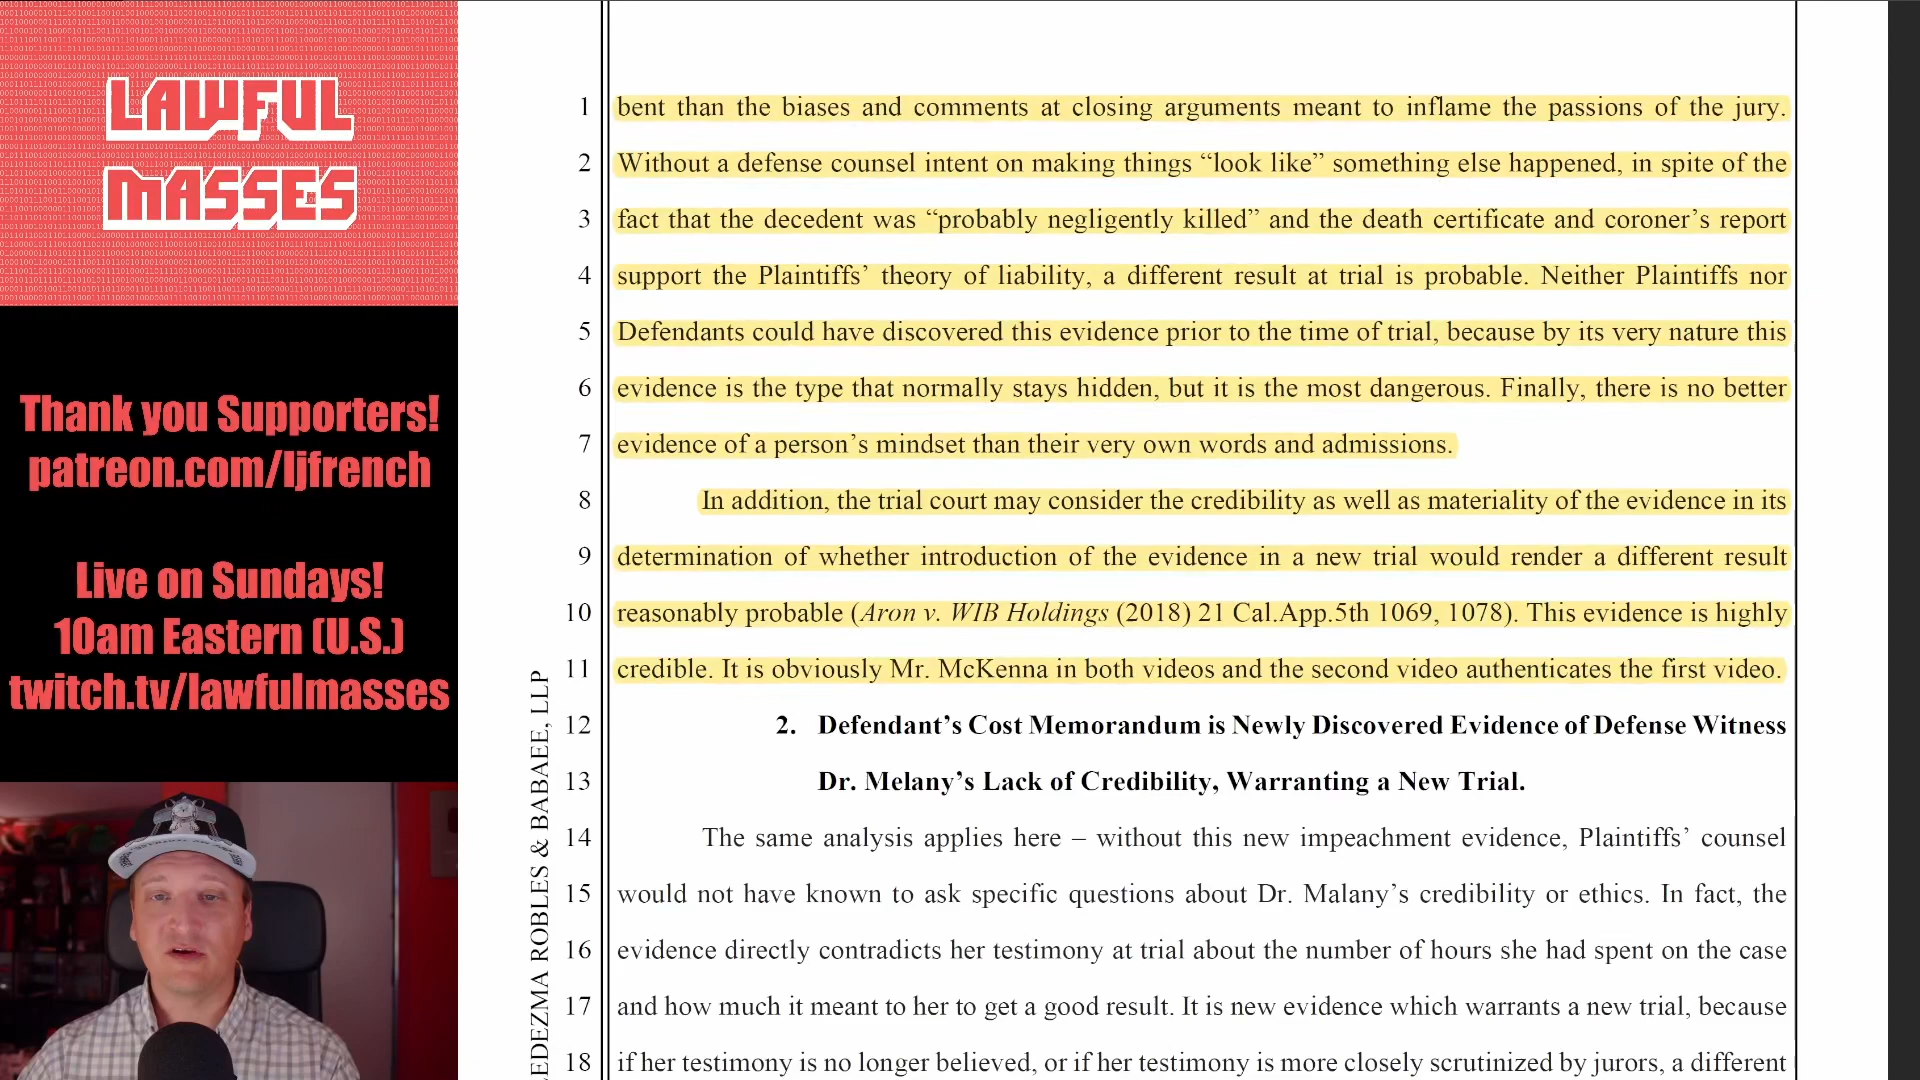 LAWFUL
MASSES
Thank you Supporters!
patreon.com/ljfrench
Live on Sundays!
10am Eastern (U.S.)
twitch.tv/lawfulmasses
EDEZMA ROBLES & BABAEE, LLP
1 bent than the biases and comments at closing arguments meant to inflame the passions of the jury.
2 Without a defense counsel intent on making things “look like” something else happened, in spite of the
3 fact that the decedent was “probably negligently killed” and the death certificate and coroner’s report
4 support the Plaintiffs’ theory of liability, a different result at trial is probable. Neither Plaintiffs nor
5 Defendants could have discovered this evidence prior to the time of trial, because by its very nature this
6 evidence is the type that normally stays hidden, but it is the most dangerous. Finally, there is no better
7 evidence of a person’s mindset than their very own words and admissions.
8 In addition, the trial court may consider the credibility as well as materiality of the evidence in its
9 determination of whether introduction of the evidence in a new trial would render a different result
10 reasonably probable (Aron v. WIB Holdings (2018) 21 Cal.App.5th 1069, 1078). This evidence is highly
11 credible. It is obviously Mr. McKenna in both videos and the second video authenticates the first video.
12 2. Defendant’s Cost Memorandum is Newly Discovered Evidence of Defense Witness
13 Dr. Melany’s Lack of Credibility, Warranting a New Trial.
14 The same analysis applies here – without this new impeachment evidence, Plaintiffs’ counsel
15 would not have known to ask specific questions about Dr. Malany’s credibility or ethics. In fact, the
16 evidence directly contradicts her testimony at trial about the number of hours she had spent on the case
17 and how much it meant to her to get a good result. It is new evidence which warrants a new trial, because
18 if her testimony is no longer believed, or if her testimony is more closely scrutinized by jurors, a different